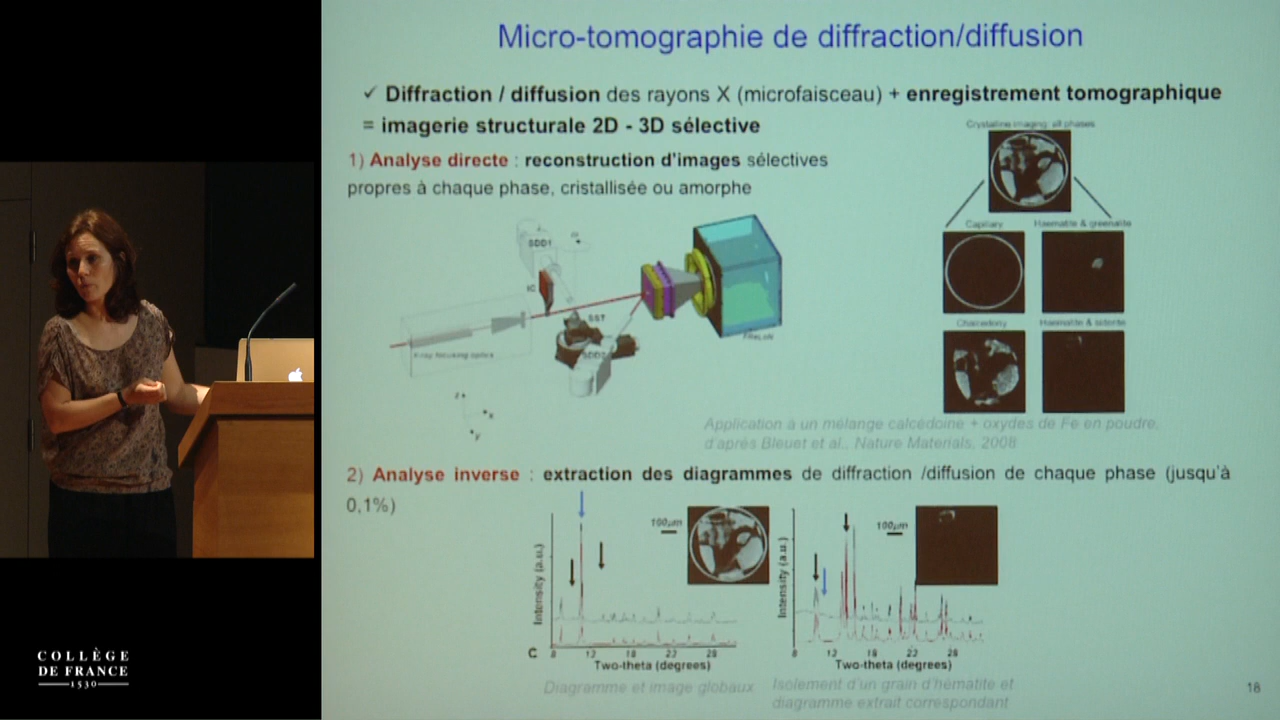 Micro-tomographie de diffraction/diffusion
✓ Diffraction / diffusion des rayons X (microfaisceau) + enregistrement tomographique
= imagerie structurale 2D - 3D sélective
1) Analyse directe : reconstruction d'images sélectives
propres à chaque phase, cristallisée ou amorphe
Crystalline imaging: all phases
Capillary
Haematite & greenalite
Chalcedony
Haematite & siderite
SDD1
IC
SST
SDD2
FReLoN
X-ray focusing optics
z
x
y
Application à un mélange calcédoine + oxydes de Fe en poudre,
d'après Bleuet et al., Nature Materials, 2008
2) Analyse inverse : extraction des diagrammes de diffraction /diffusion de chaque phase (jusqu'à
0,1%)
100µm
Intensity (a.u.)
C
8 12 18 22 28
Two-theta (degrees)
100µm
Intensity (a.u.)
8 12 18 22 28
Two-theta (degrees)
Diagramme et image globaux
Isolement d'un grain d'hématite et
diagramme extrait correspondant
18
COLLÈGE
DE FRANCE
1530